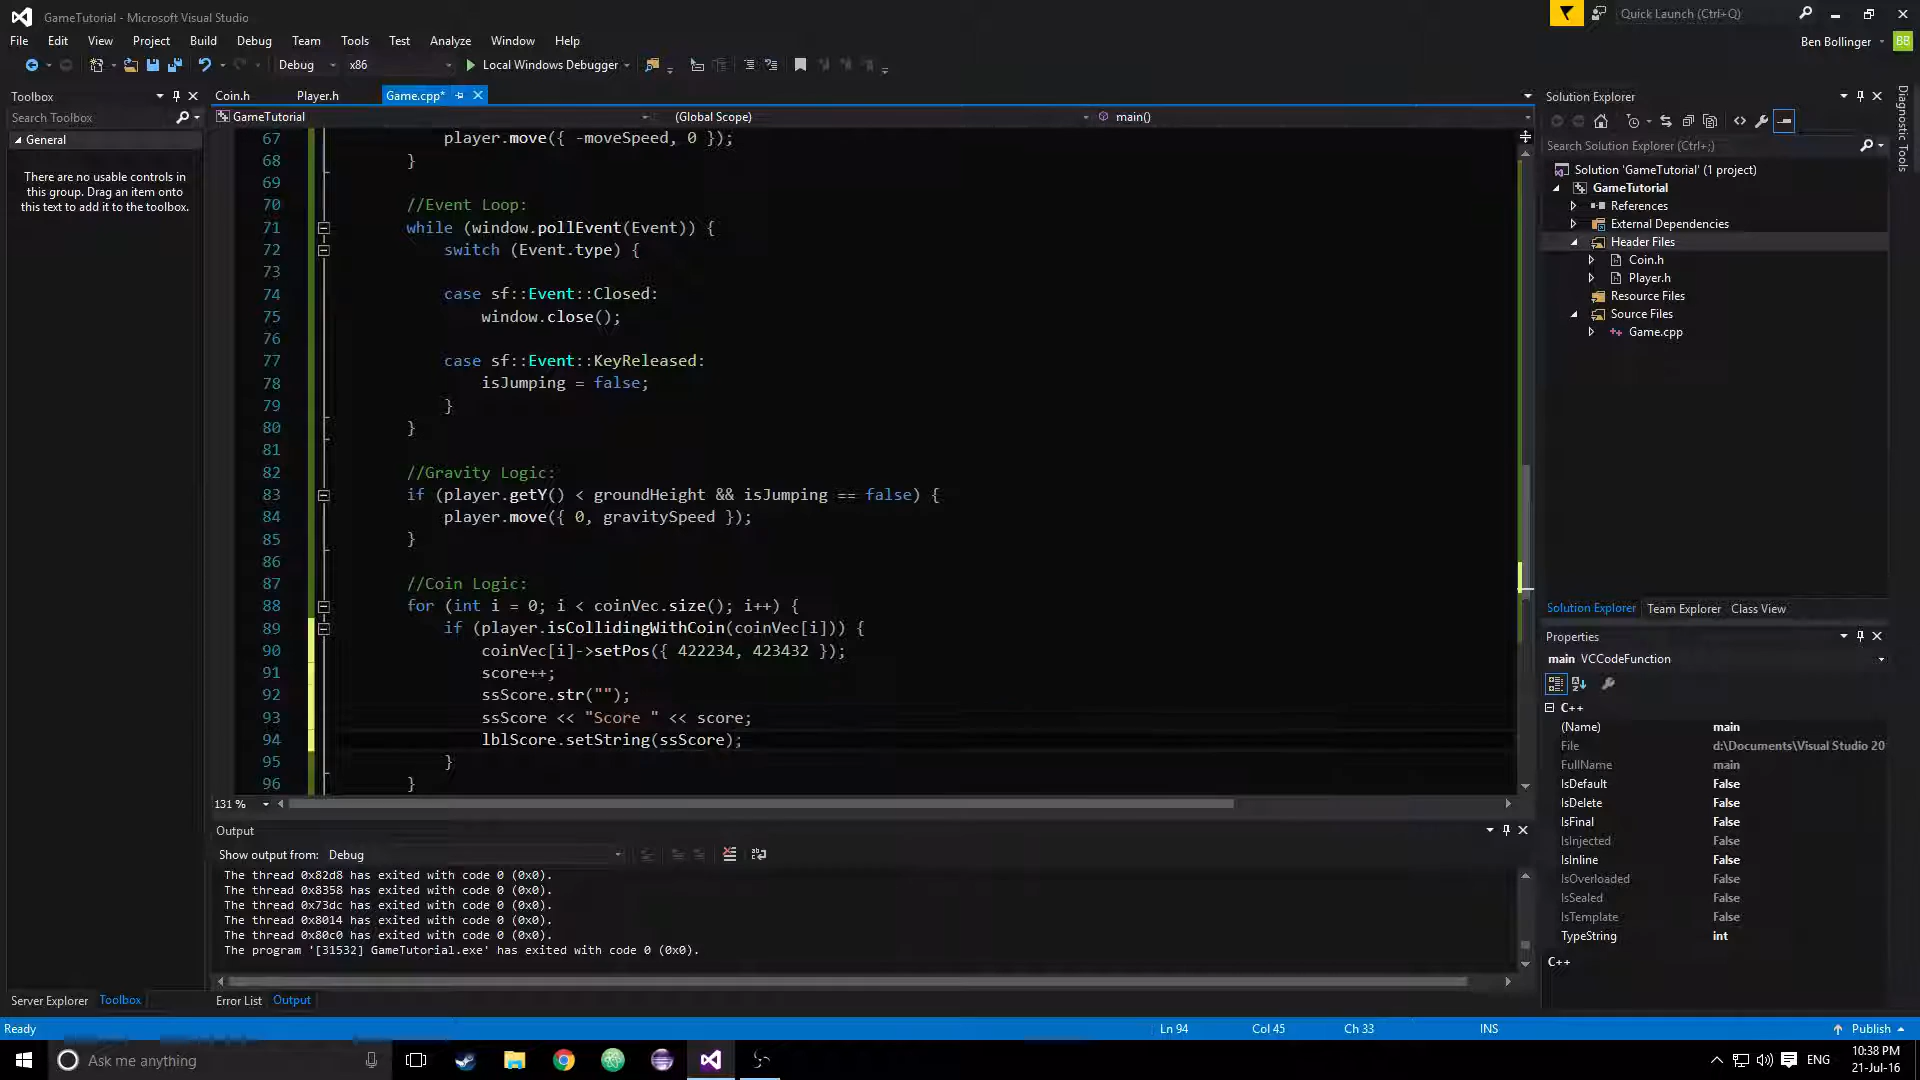 GameTutorial - Microsoft Visual Studio
Quick Launch (Ctrl+Q)
File Edit View Project Build Debug Team Tools Test Analyze Window Help
Ben Bollinger
BB
Debug x86 Local Windows Debugger
Toolbox
Search Toolbox
General
There are no usable controls in
this group. Drag an item onto
this text to add it to the toolbox.
Coin.h Player.h Game.cpp*
GameTutorial (Global Scope) main()
67 player.move({ -moveSpeed, 0 });
68 }
69
70 //Event Loop:
71 while (window.pollEvent(Event)) {
72 switch (Event.type) {
73
74 case sf::Event::Closed:
75 window.close();
76
77 case sf::Event::KeyReleased:
78 isJumping = false;
79 }
80 }
81
82 //Gravity Logic:
83 if (player.getY() < groundHeight && isJumping == false) {
84 player.move({ 0, gravitySpeed });
85 }
86
87 //Coin Logic:
88 for (int i = 0; i < coinVec.size(); i++) {
89 if (player.isCollidingWithCoin(coinVec[i])) {
90 coinVec[i]->setPos({ 422234, 423432 });
91 score++;
92 ssScore.str("");
93 ssScore << "Score " << score;
94 lblScore.setString(ssScore);
95 }
96 }
131 %
Output
Show output from: Debug
The thread 0x82d8 has exited with code 0 (0x0).
The thread 0x8358 has exited with code 0 (0x0).
The thread 0x73dc has exited with code 0 (0x0).
The thread 0x8014 has exited with code 0 (0x0).
The thread 0x80c0 has exited with code 0 (0x0).
The program '[31532] GameTutorial.exe' has exited with code 0 (0x0).
Server Explorer Toolbox
Error List Output
Solution Explorer
Search Solution Explorer (Ctrl+;)
Solution 'GameTutorial' (1 project)
GameTutorial
References
External Dependencies
Header Files
Coin.h
Player.h
Resource Files
Source Files
Game.cpp
Solution Explorer Team Explorer Class View
Properties
main VCCodeFunction
C++
(Name) main
File d:\Documents\Visual Studio 20
FullName main
IsDefault False
IsDelete False
IsFinal False
IsInjected False
IsInline False
IsOverloaded False
IsSealed False
IsTemplate False
TypeString int
C++
Diagnostic Tools
Ready Ln 94 Col 45 Ch 33 INS Publish
Ask me anything
ENG
10:38 PM
21-Jul-16